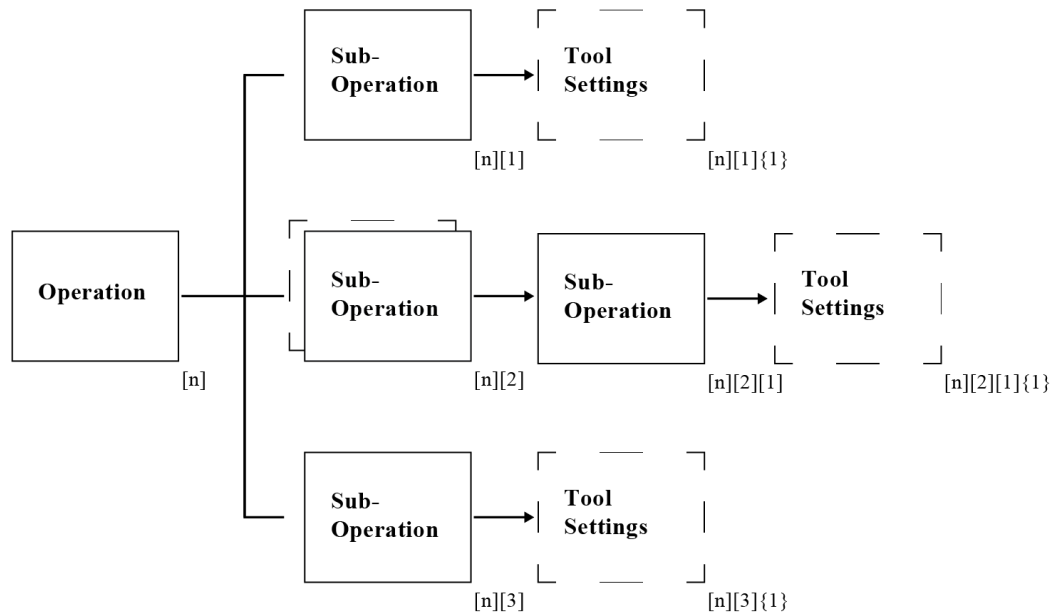 Sub-
Operation
[n][1]
Tool
Settings
[n][1]{1}
Operation
[n]
Sub-
Operation
[n][2]
Sub-
Operation
[n][2][1]
Tool
Settings
[n][2][1]{1}
Sub-
Operation
[n][3]
Tool
Settings
[n][3]{1}